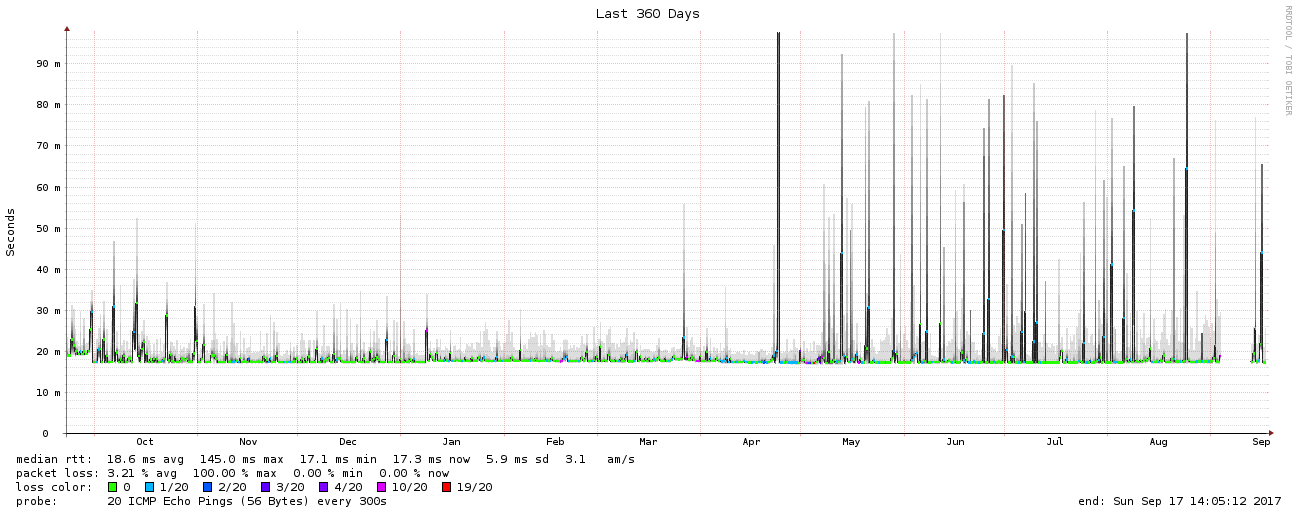 Last 360 Days
RRDTOOL / TOBI OETIKER
Seconds
90 m
80 m
70 m
60 m
50 m
40 m
30 m
20 m
10 m
0
Oct Nov Dec Jan Feb Mar Apr May Jun Jul Aug Sep
median rtt: 18.6 ms avg 145.0 ms max 17.1 ms min 17.3 ms now 5.9 ms sd 3.1 am/s
packet loss: 3.21 % avg 100.00 % max 0.00 % min 0.00 % now
loss color: 0 1/20 2/20 3/20 4/20 10/20 19/20
probe: 20 ICMP Echo Pings (56 Bytes) every 300s end: Sun Sep 17 14:05:12 2017